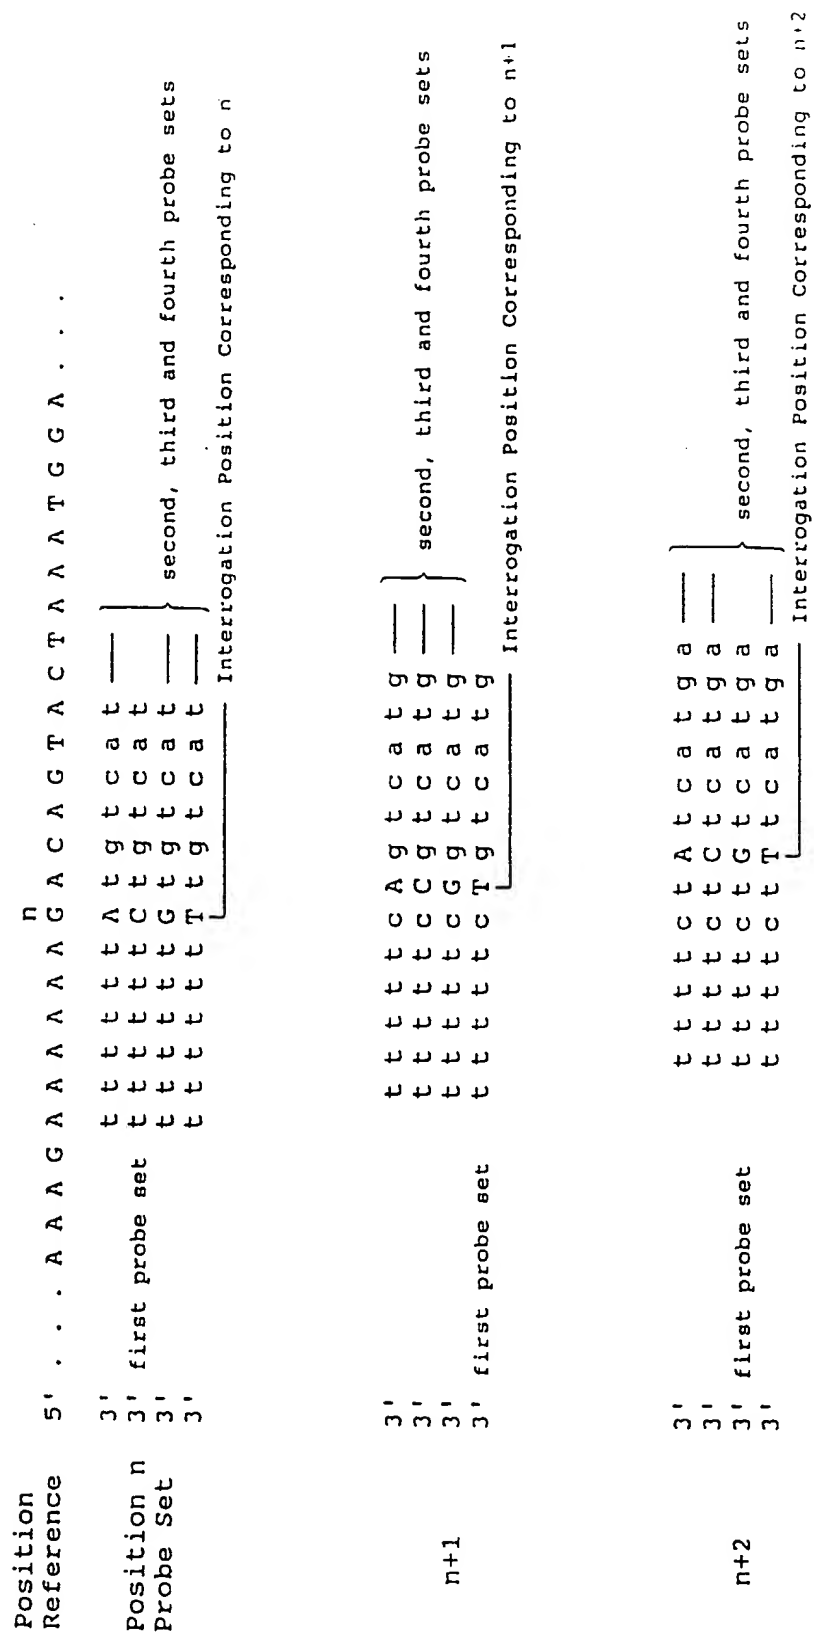 Position n
Reference 5' . . . A A A G A A A A A A G A C A G T A C T A A A T G G A . . .
3' t t t t t t A t g t c a t
Position n 3' first probe set t t t t t t C t g t c a t
Probe Set 3' t t t t t t G t g t c a t second, third and fourth probe sets
3' t t t t t t T t g t c a t
Interrogation Position Corresponding to n
3' t t t t t c A g t c a t g
3' t t t t t c C g t c a t g second, third and fourth probe sets
n+1 3' t t t t t c G g t c a t g
3' first probe set t t t t t c T g t c a t g
Interrogation Position Corresponding to n+1
3' t t t t c t A t c a t g a
3' t t t t c t C t c a t g a
n+2 3' first probe set t t t t c t G t c a t g a second, third and fourth probe sets
3' t t t t c t T t c a t g a
Interrogation Position Corresponding to n+2